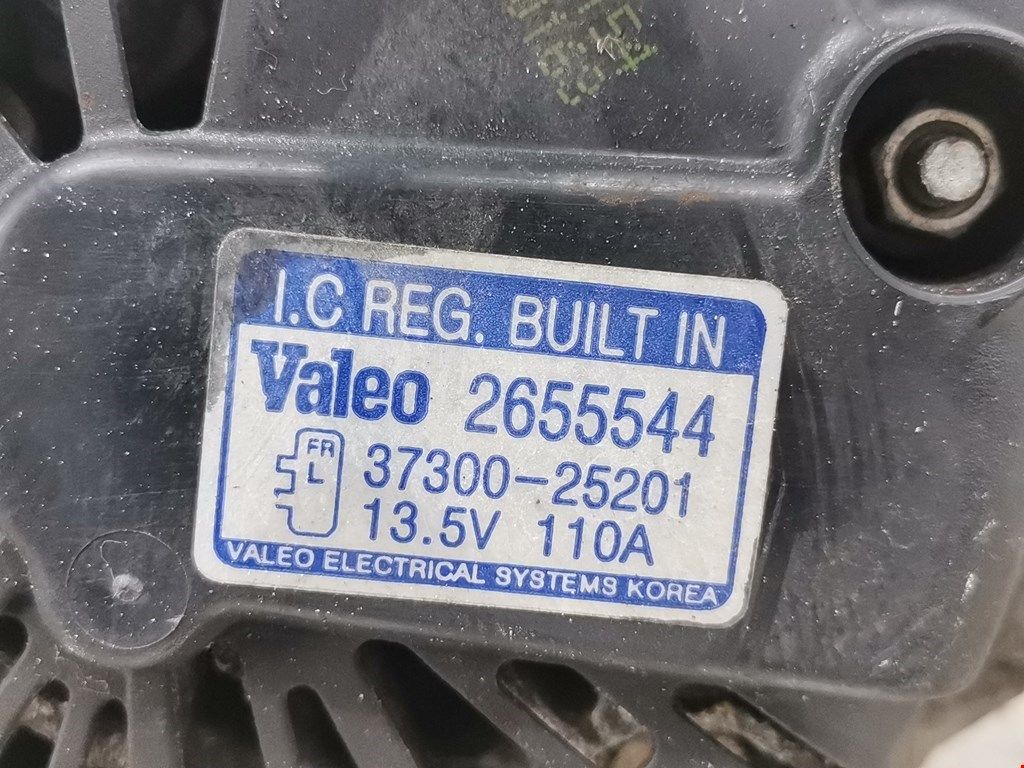 I.C REG. BUILT IN
Valeo 2655544
FR
L
37300-25201
13.5V 110A
VALEO ELECTRICAL SYSTEMS KOREA